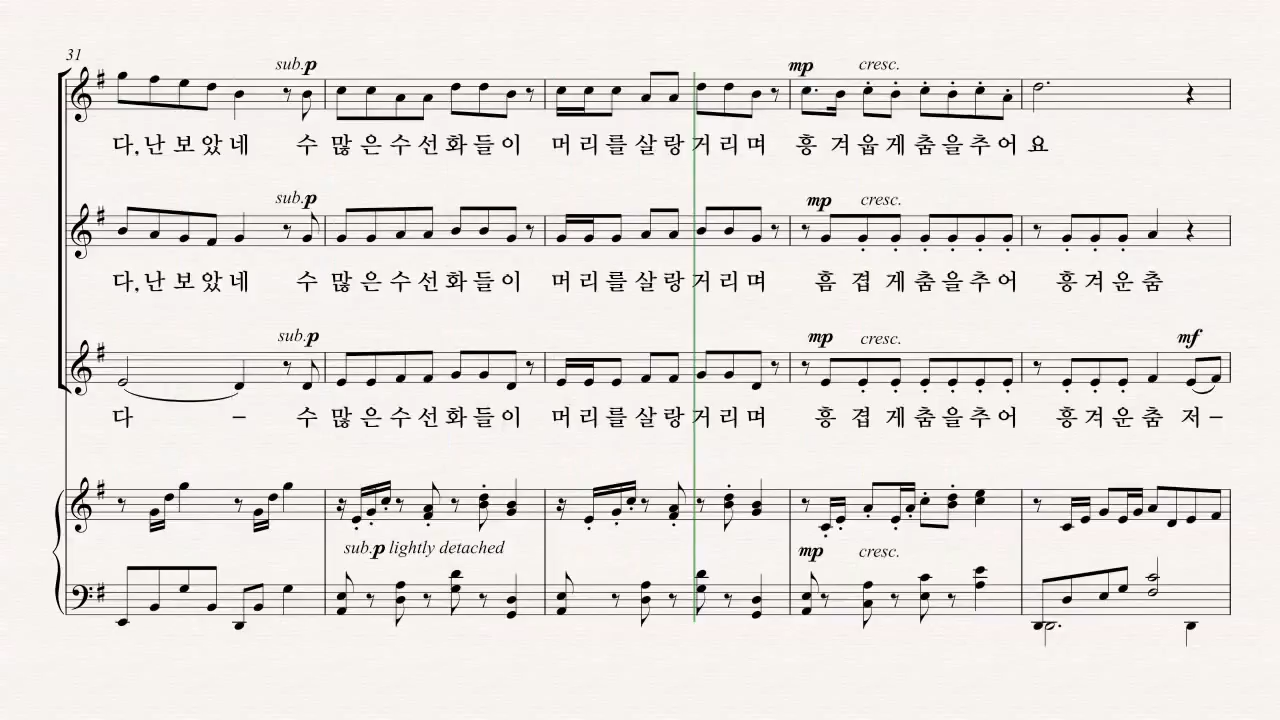 31
sub.p
mp cresc.
다, 난 보 았 네 수 많 은 수 선 화 들 이 머 리 를 살 랑 거 리 며 흥 겨 웁 게 춤 을 추 어 요
sub.p
mp cresc.
다, 난 보 았 네 수 많 은 수 선 화 들 이 머 리 를 살 랑 거 리 며 흠 겹 게 춤 을 추 어 흥 겨 운 춤
sub.p
mp cresc.
mf
다 – 수 많 은 수 선 화 들 이 머 리 를 살 랑 거 리 며 흥 겹 게 춤 을 추 어 흥 겨 운 춤 저 –
sub.p lightly detached
mp cresc.